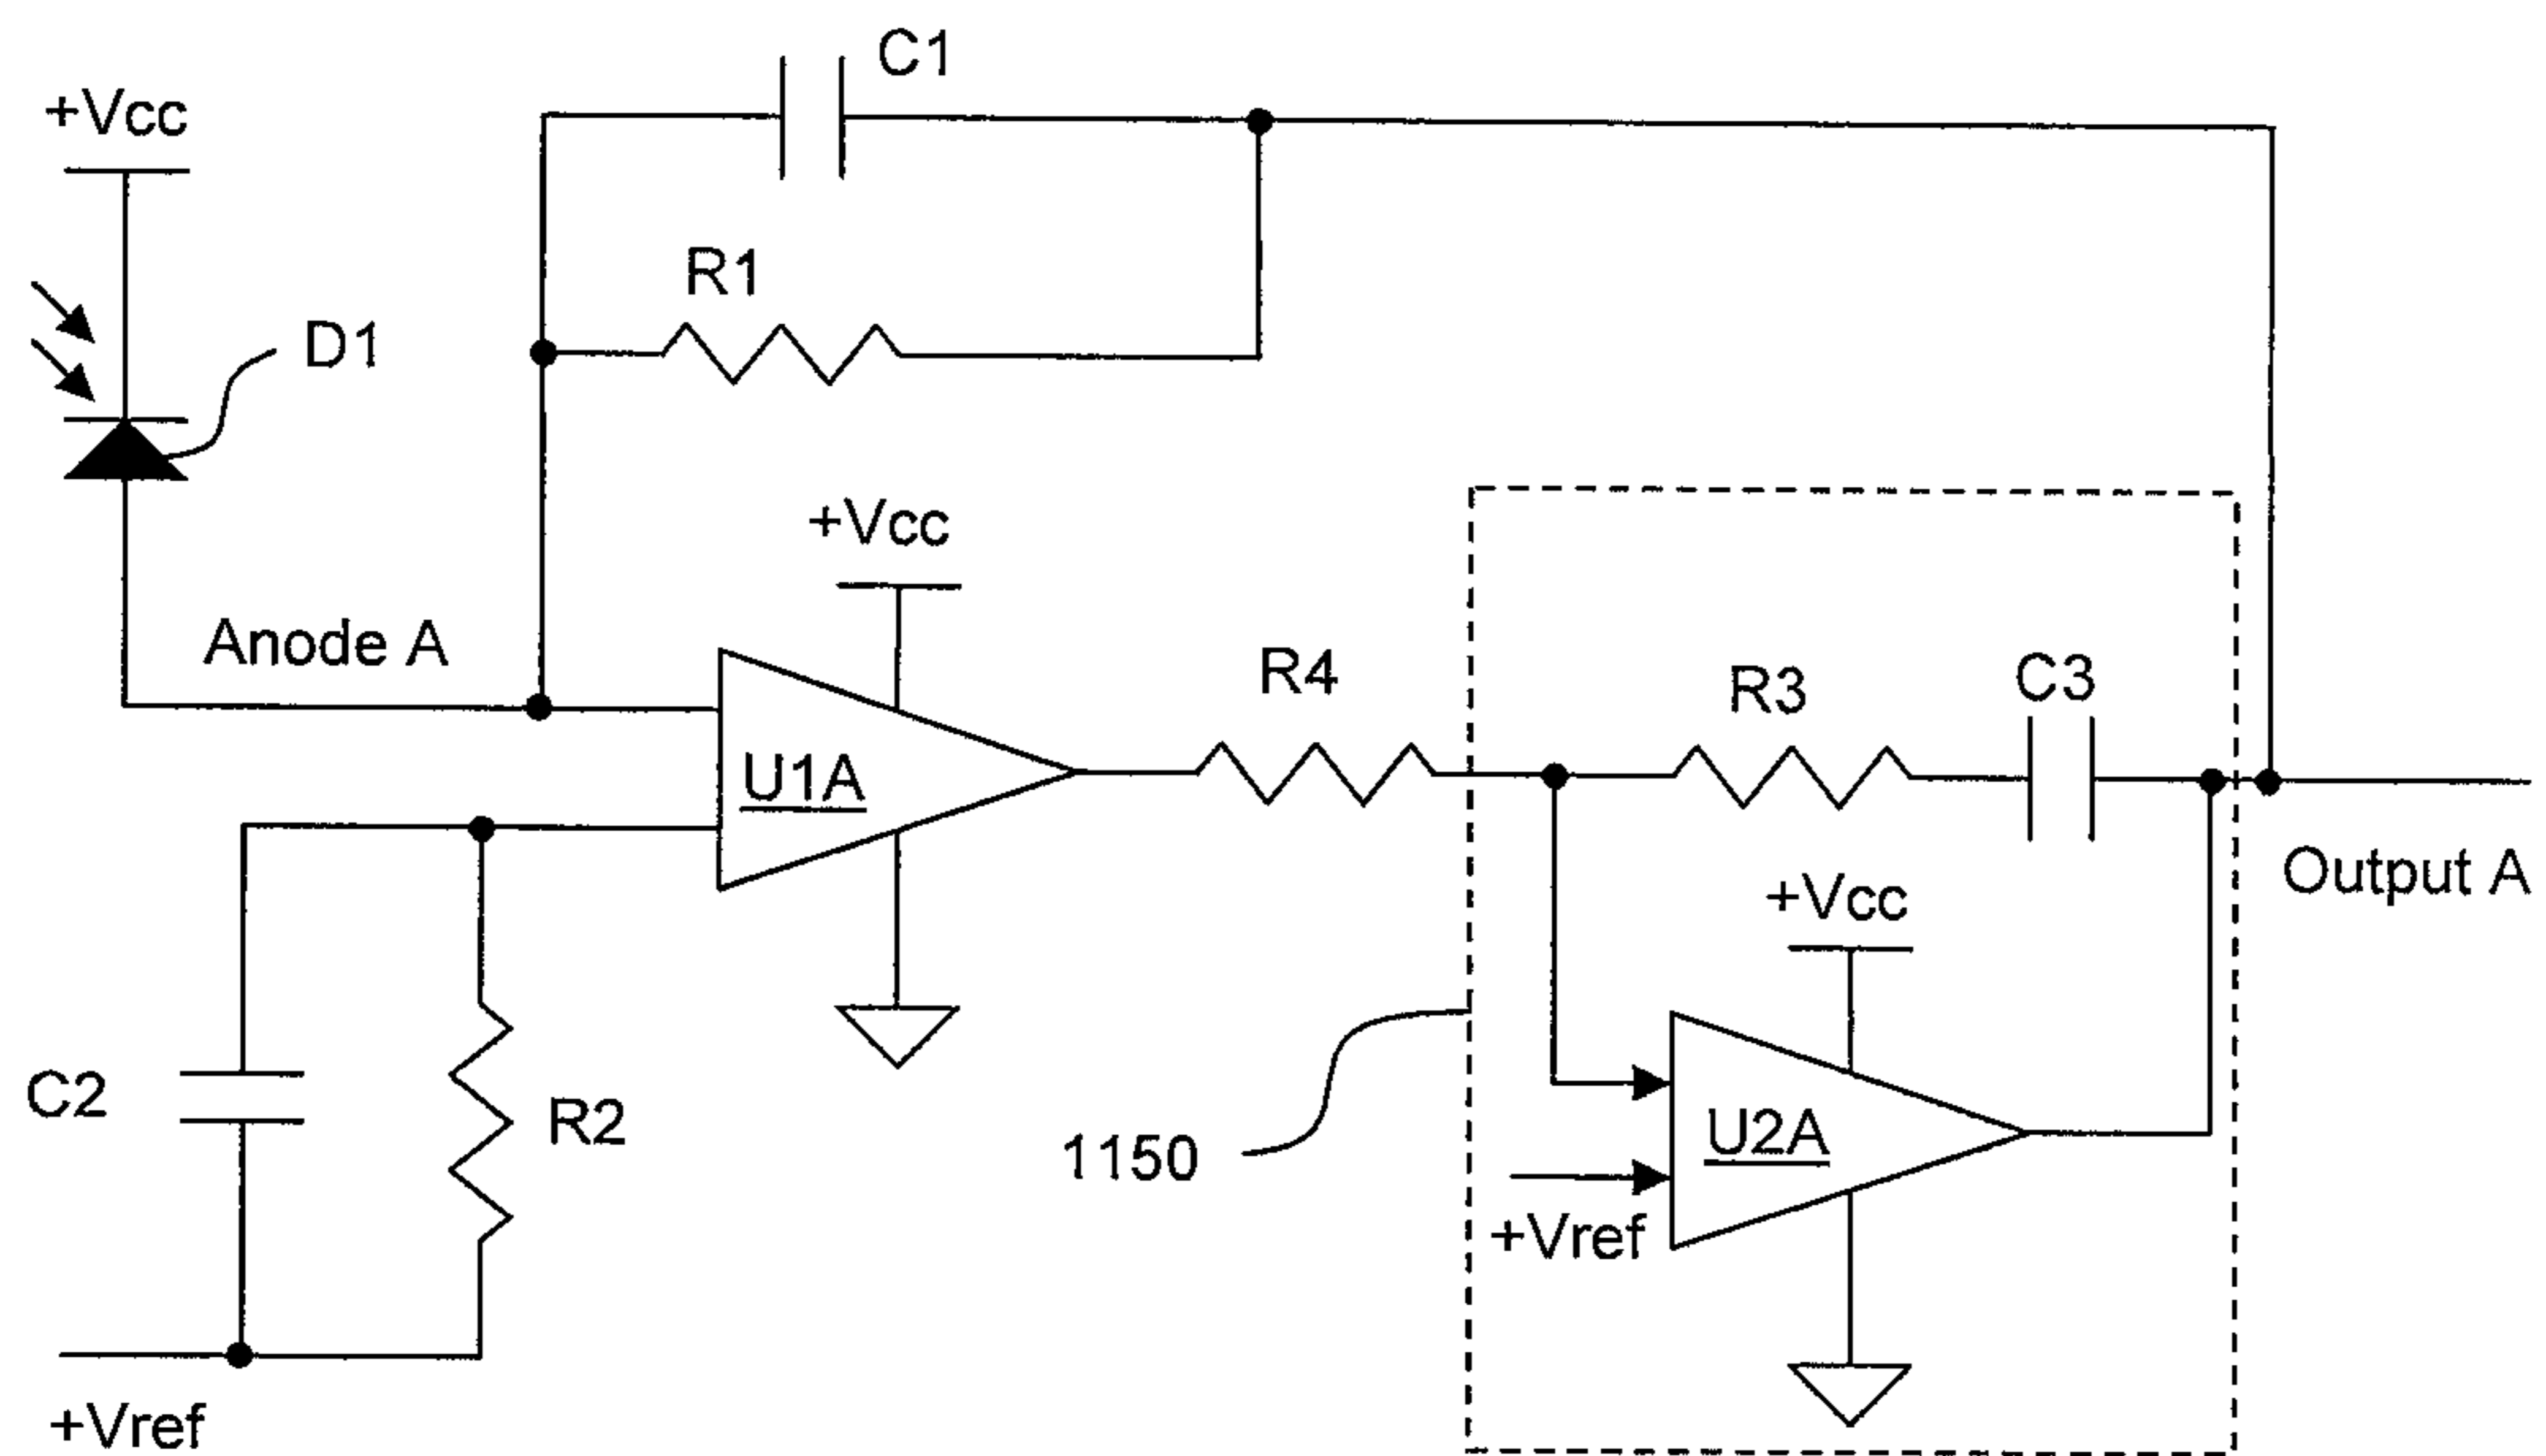 C1
+Vcc
R1
D1
+Vcc
Anode A
R4
R3
C3
U1A
Output A
+Vcc
C2
R2
1150
U2A
+Vref
+Vref